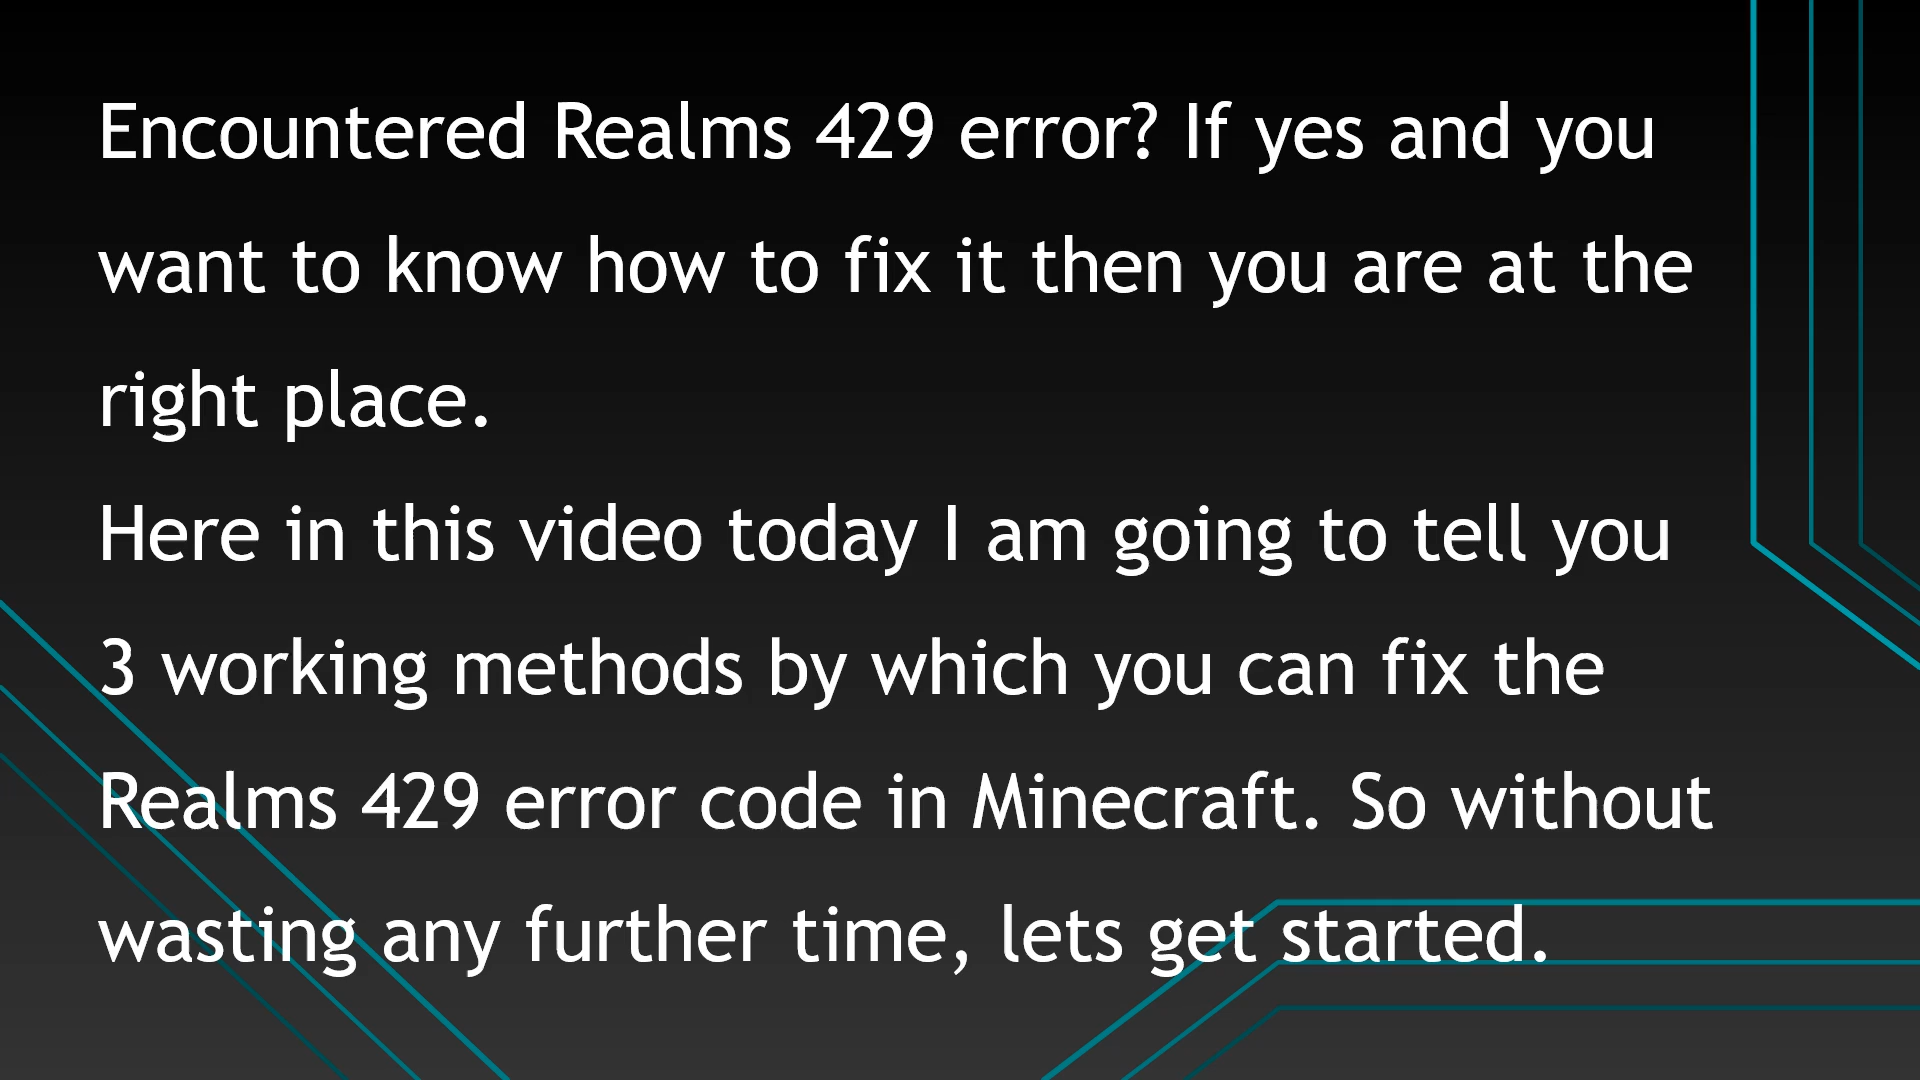 Encountered Realms 429 error? If yes and you
want to know how to fix it then you are at the
right place.
Here in this video today I am going to tell you
3 working methods by which you can fix the
Realms 429 error code in Minecraft. So without
wasting any further time, lets get started.